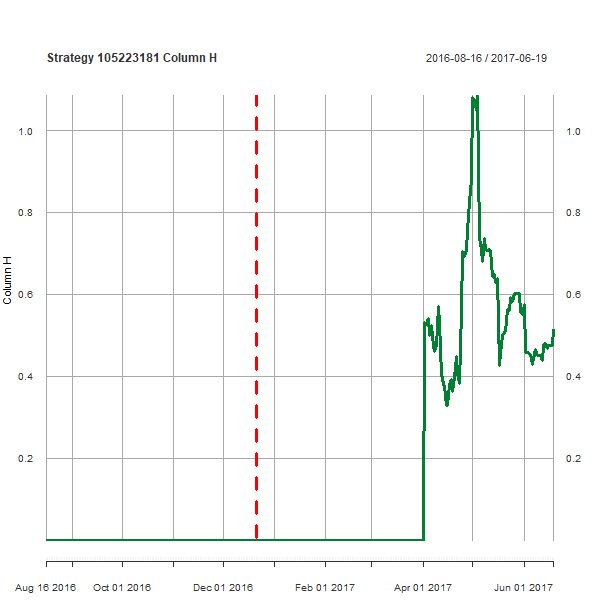 Strategy 105223181 Column H
2016-08-16 / 2017-06-19
Column H
1.0 1.0
0.8 0.8
0.6 0.6
0.4 0.4
0.2 0.2
Aug 16 2016 Oct 01 2016 Dec 01 2016 Feb 01 2017 Apr 01 2017 Jun 01 2017